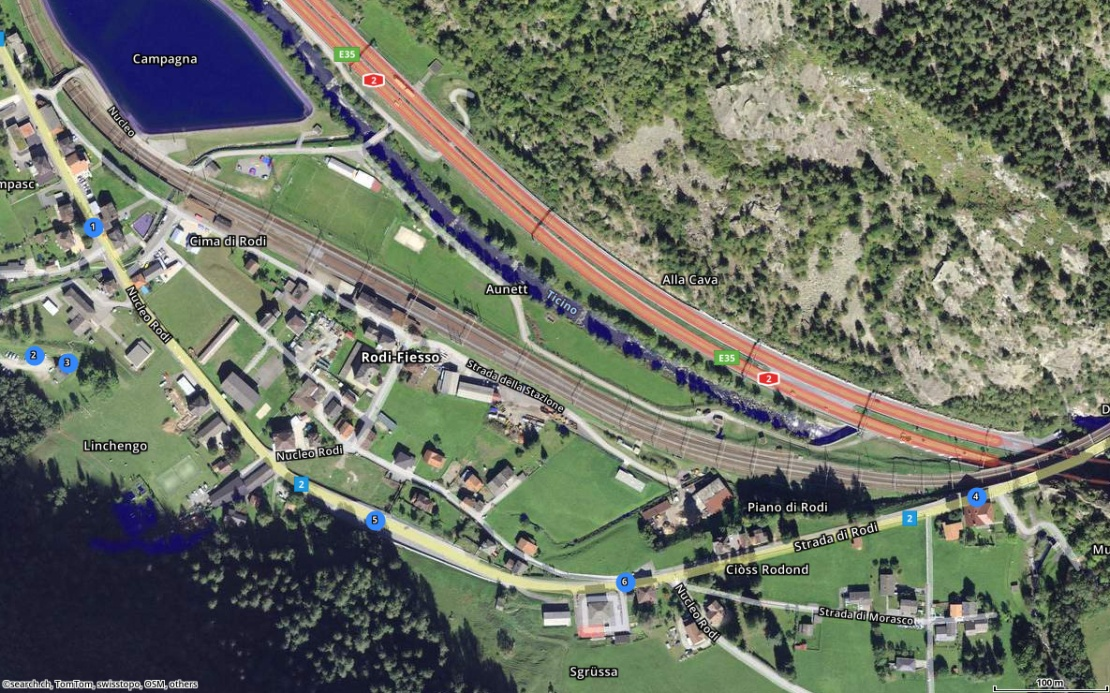 Campagna
E35
2
Nucleo
mpasc
1
Cima di Rodi
Alla Cava
Aunett
Ticino
Nucleo Rodi
2
3
Rodi-Fiesso
E35
2
Strada della Stazione
D
Linchengo
Nucleo Rodi
2
4
Piano di Rodi
5
2
Strada di Rodi
Mu
Ciòss Rodond
6
Nucleo Rodi
Strada di Morasco
Sgrüssa
©search.ch, TomTom, swisstopo, OSM, others
100 m